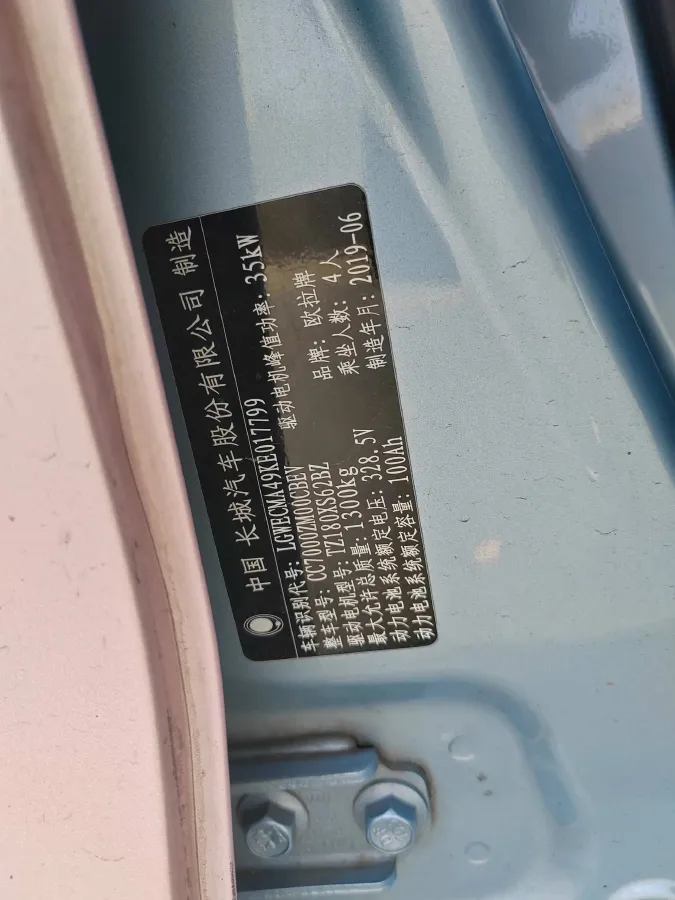 中国 长城汽车股份有限公司 制造
车辆识别代号: LGWECMA49KE017799
整车型号: CC7000ZM00CBEV 驱动电机峰值功率: 35kW
驱动电机型号: TZ180XS62BZ
最大允许总质量: 1300kg 品牌: 欧拉牌
动力电池系统额定电压: 328.5V 乘坐人数: 4人
动力电池系统额定容量: 100Ah 制造年月: 2019-06